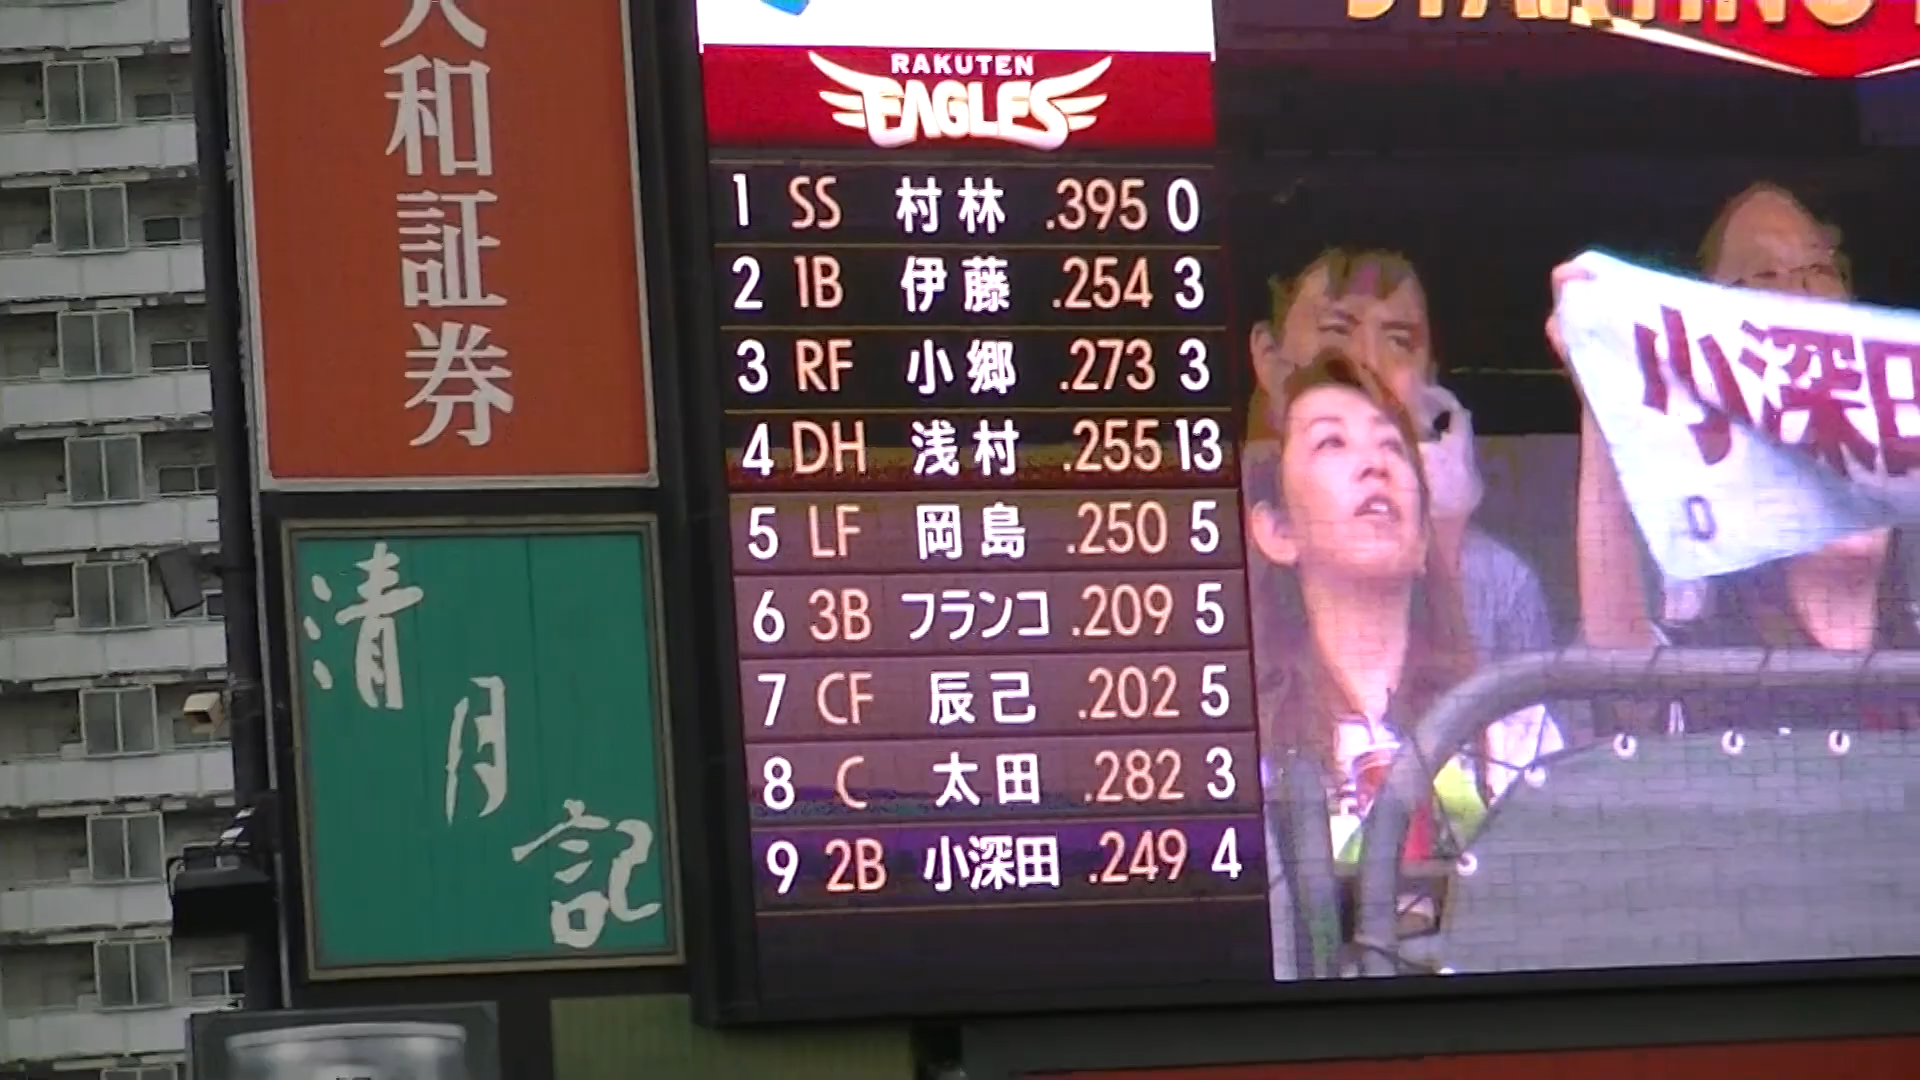 和証券
清月記
RAKUTEN
EAGLES
1 SS 村林 .395 0
2 1B 伊藤 .254 3
3 RF 小郷 .273 3
4 DH 浅村 .255 13
5 LF 岡島 .250 5
6 3B フランコ .209 5
7 CF 辰己 .202 5
8 C 太田 .282 3
9 2B 小深田 .249 4
STARTING
小深田
0